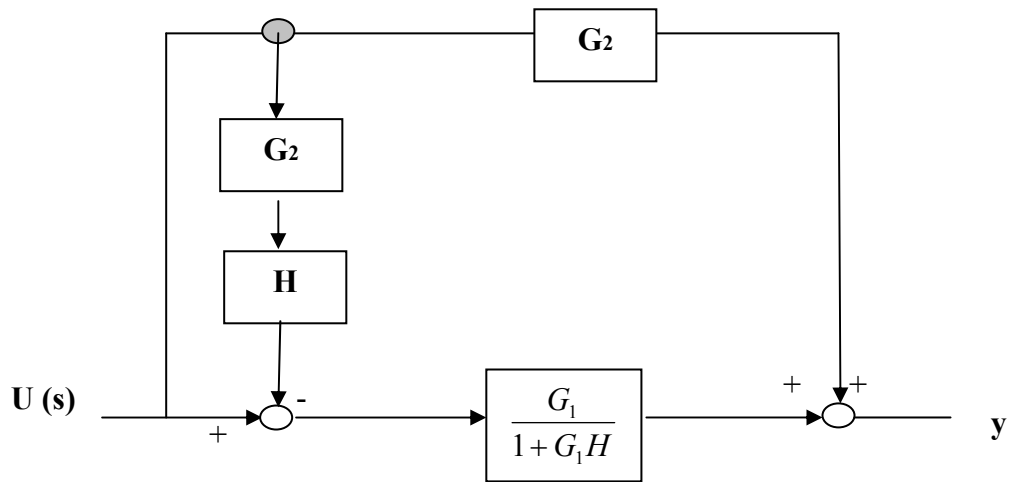 G₂
G₂
H
U (s)
+
-
G₁
1 + G₁H
+
+
y